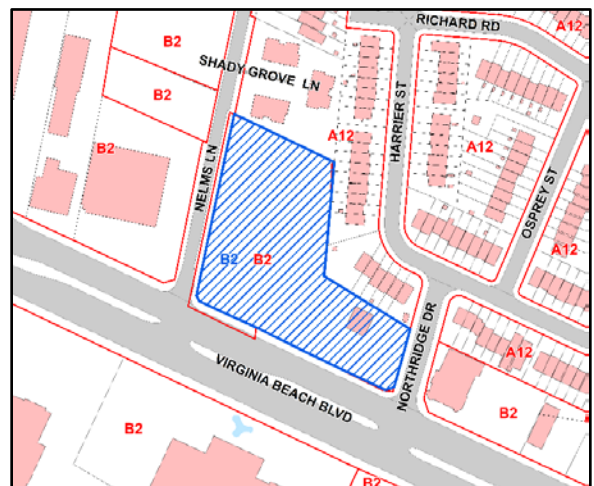 RICHARD RD
A12
B2
SHADY GROVE LN
B2
HARRIER ST
A12
A12
B2
NELMS LN
OSPREY ST
A12
B2
B2
NORTHRIDGE DR
A12
VIRGINIA BEACH BLVD
B2
B2
B2